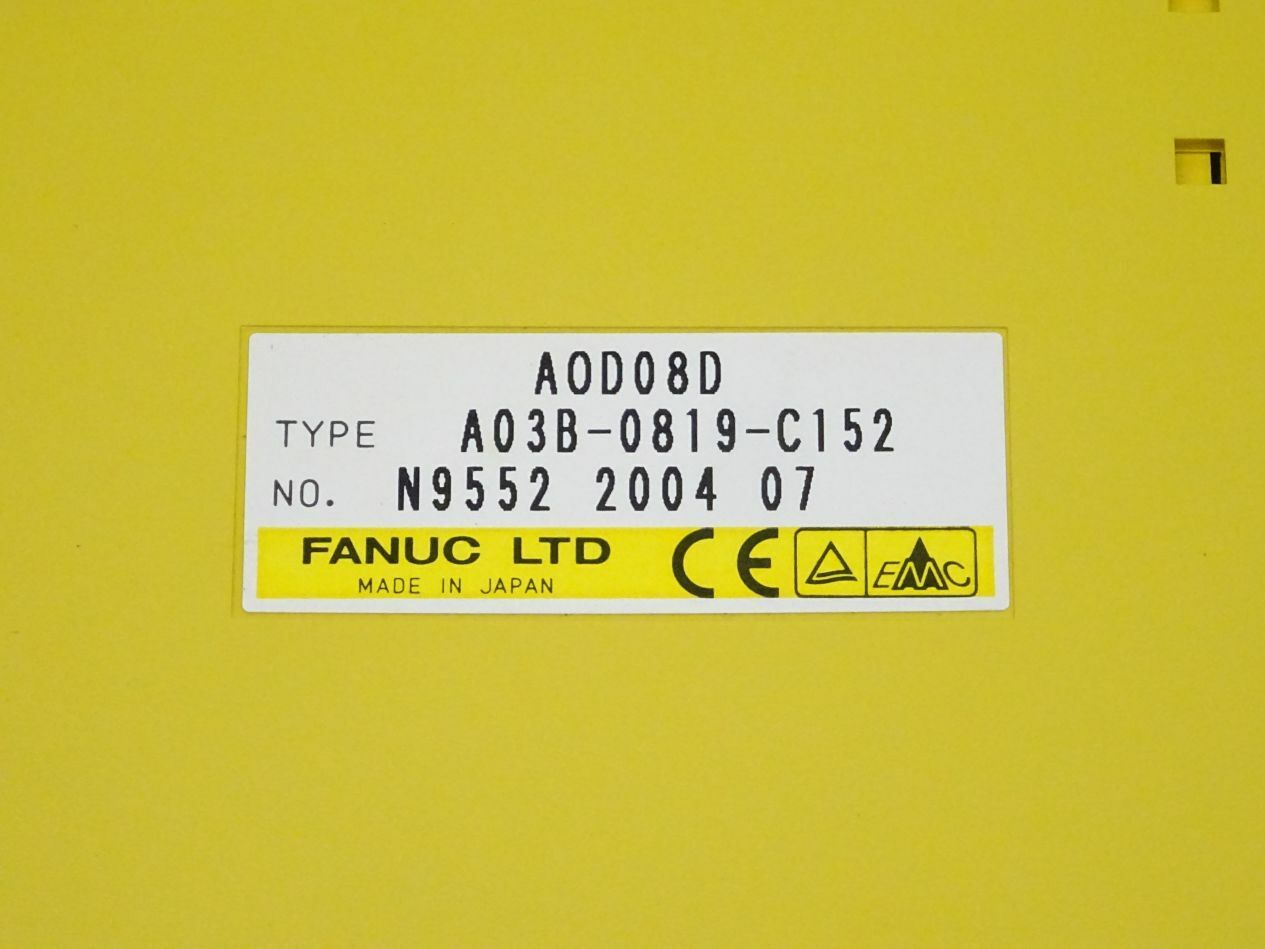 AOD08D
TYPE A03B-0819-C152
NO. N9552 2004 07
FANUC LTD CE
MADE IN JAPAN EMC